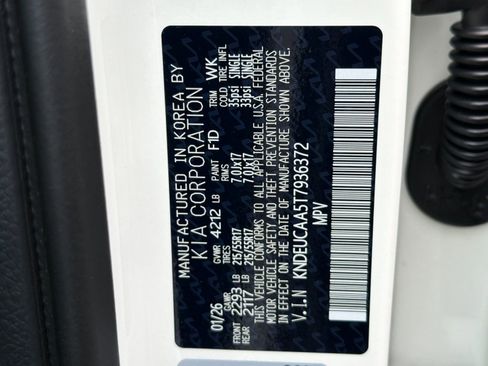 MANUFACTURED IN KOREA BY
KIA CORPORATION
01/26 GVWR 4212 LB PAINT F1D TRIM WK
GAWR TIRES RIMS COLD TIRE INFL
FRONT 2293 LB 215/55R17 7.0Jx17 35psi SINGLE
REAR 2117 LB 215/55R17 7.0Jx17 33psi SINGLE
THIS VEHICLE CONFORMS TO ALL APPLICABLE U.S.A. FEDERAL
MOTOR VEHICLE SAFETY AND THEFT PREVENTION STANDARDS
IN EFFECT ON THE DATE OF MANUFACTURE SHOWN ABOVE.
V.I.N KNDEUCAA5T7936372
MPV